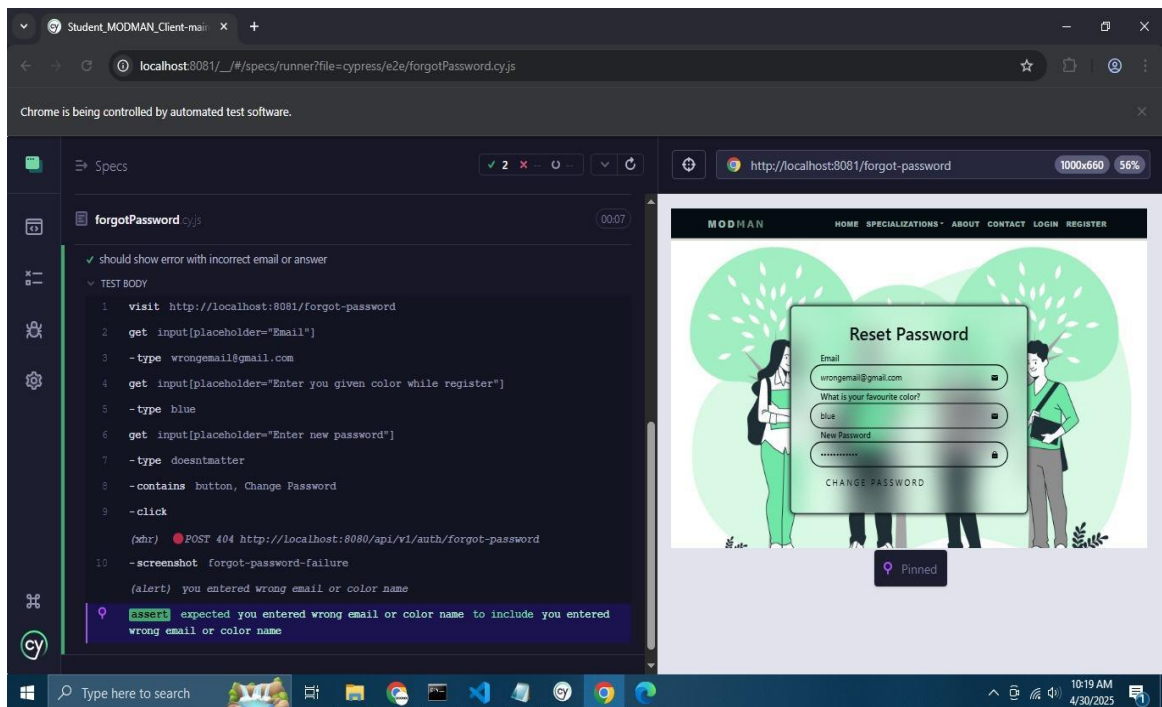 Student_MODMAN_Client-main
localhost:8081/__/#/specs/runner?file=cypress/e2e/forgotPassword.cy.js
Chrome is being controlled by automated test software.
Specs
2 -- --
forgotPassword cy.js
00:07
should show error with incorrect email or answer
TEST BODY
1 visit http://localhost:8081/forgot-password
2 get input[placeholder="Email"]
3 -type wrongemail@gmail.com
4 get input[placeholder="Enter you given color while register"]
5 -type blue
6 get input[placeholder="Enter new password"]
7 -type doesntmatter
8 -contains button, Change Password
9 -click
(xhr) POST 404 http://localhost:8080/api/v1/auth/forgot-password
10 -screenshot forgot-password-failure
(alert) you entered wrong email or color name
assert expected you entered wrong email or color name to include you entered
wrong email or color name
cy
http://localhost:8081/forgot-password
1000x660 56%
MODMAN HOME SPECIALIZATIONS ABOUT CONTACT LOGIN REGISTER
Reset Password
Email
wrongemail@gmail.com
What is your favourite color?
blue
New Password
CHANGE PASSWORD
Pinned
Type here to search
10:19 AM
4/30/2025